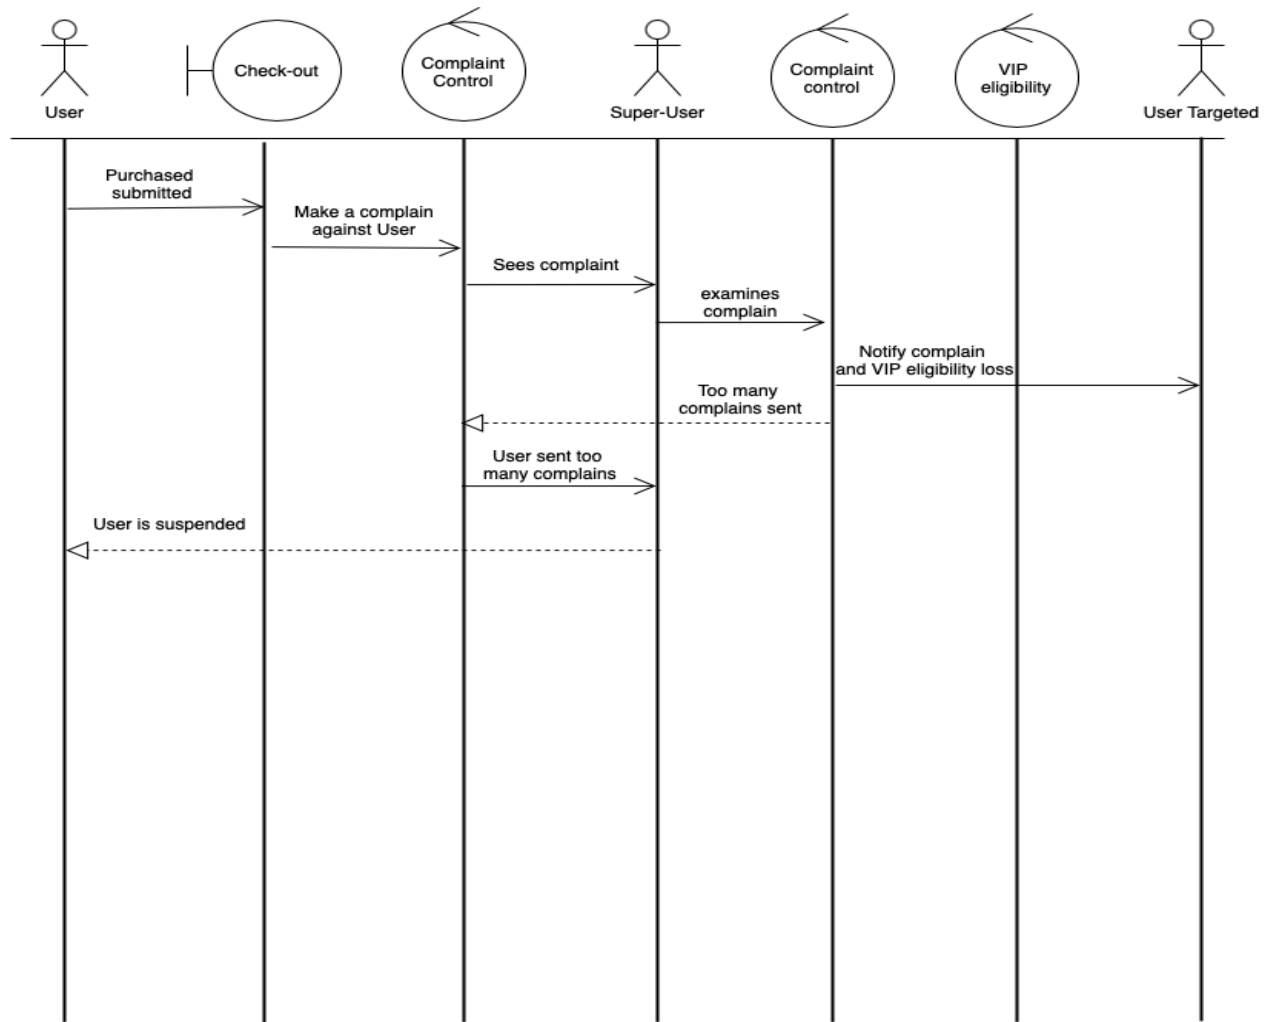 Check-out
Complaint
Control
Complaint
control
VIP
eligibility
User
Super-User
User Targeted
Purchased
submitted
Make a complain
against User
Sees complaint
examines
complain
Notify complain
and VIP eligibility loss
Too many
complains sent
User sent too
many complains
User is suspended